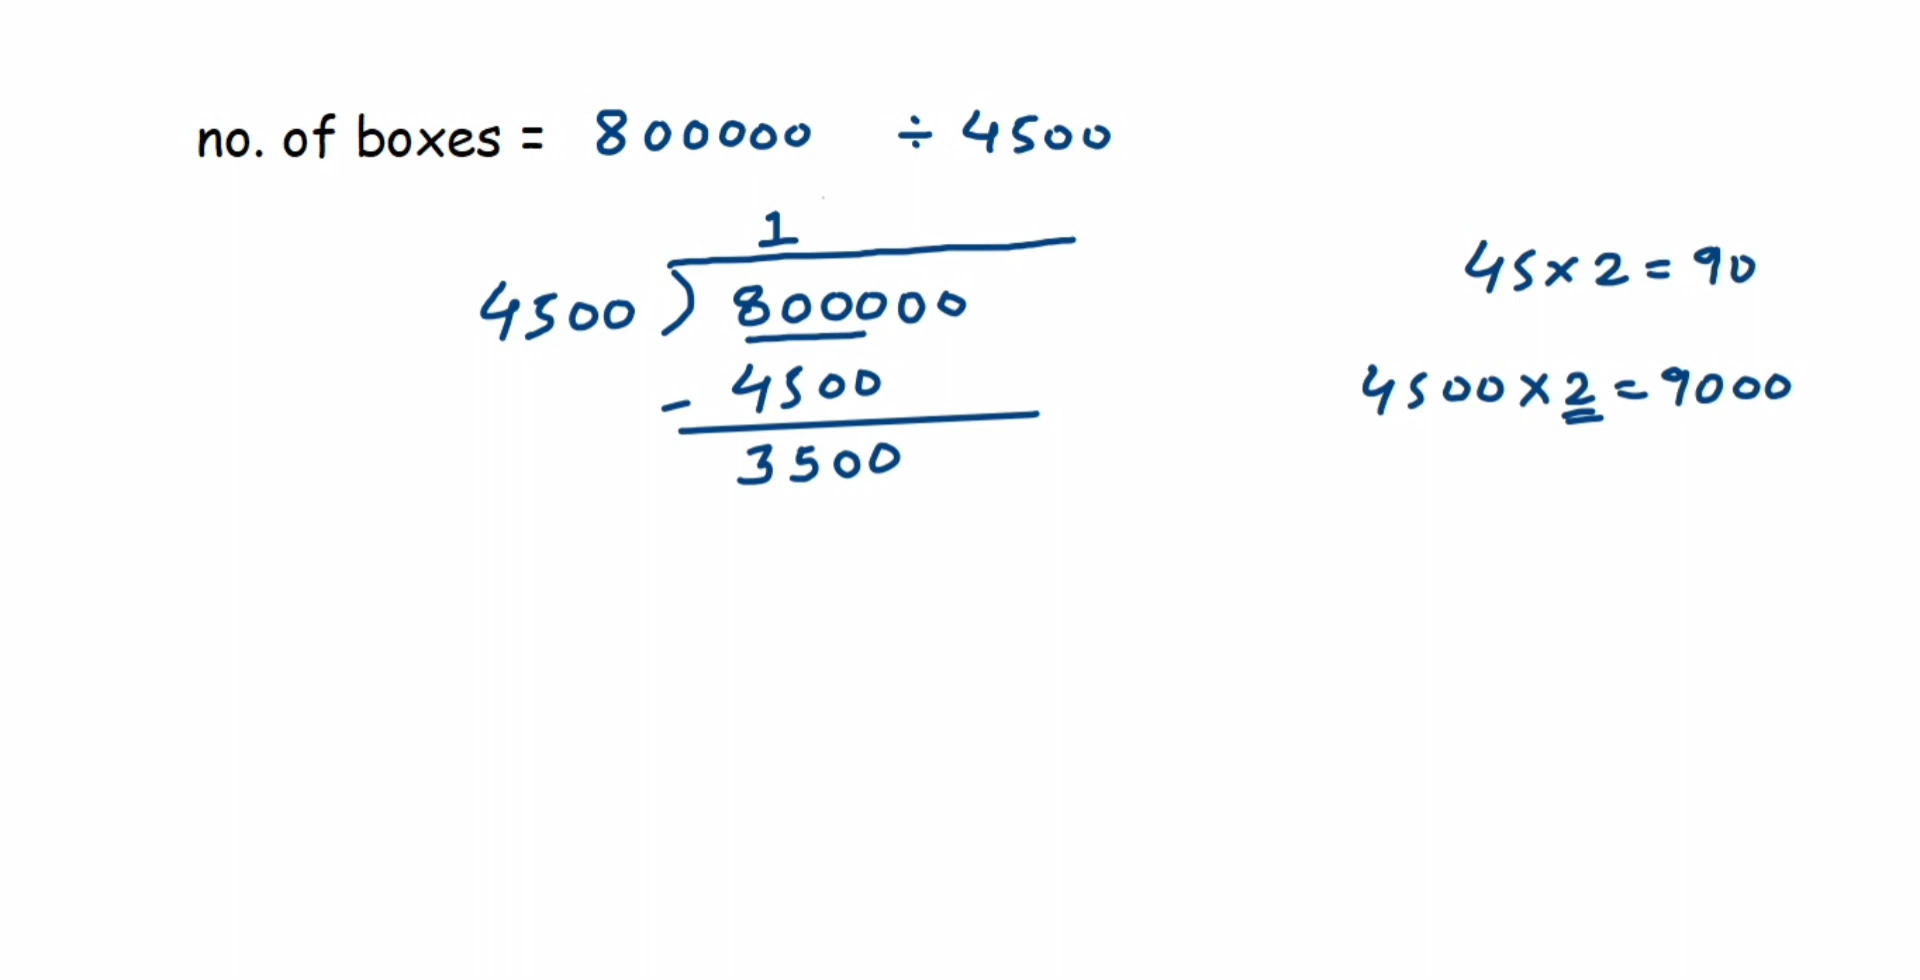 no. of boxes = 800000 ÷ 4500
1
4500 ) 800000
- 4500
3500
45 x 2 = 90
4500 x 2 = 9000